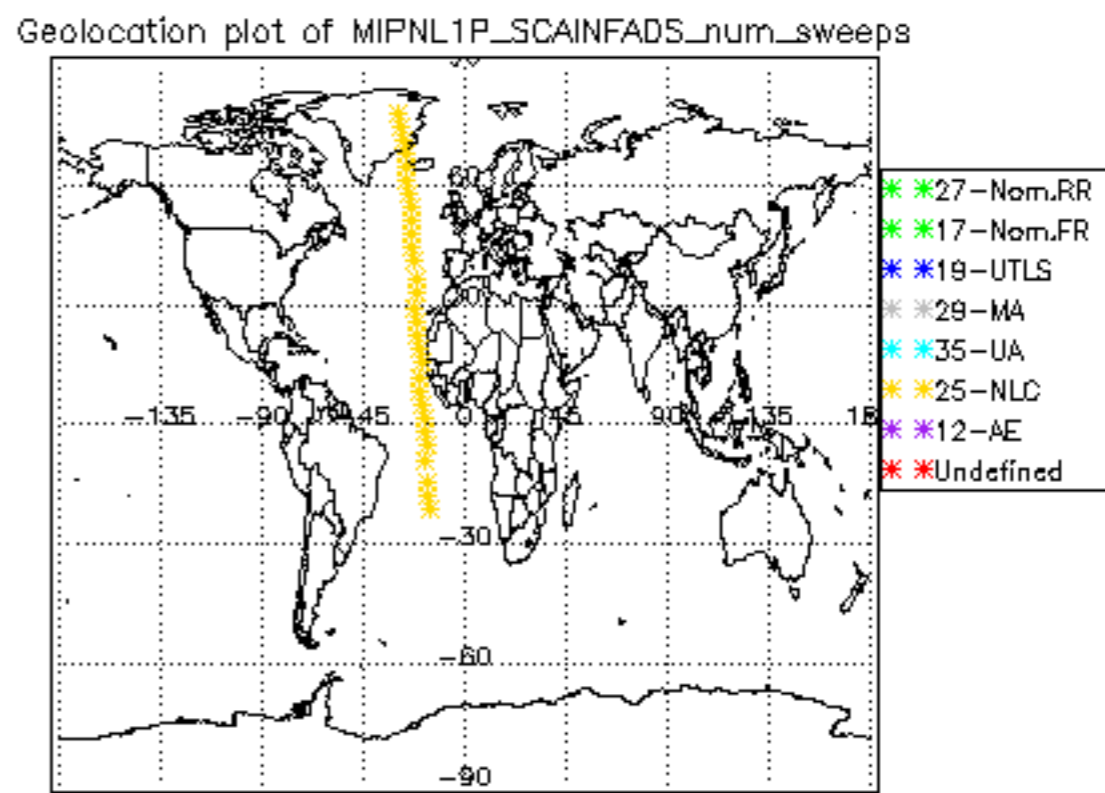 Geolocation plot of MIPNL1P_SCAINFADS_num_sweeps
60
-135 -90 45 0 45 90 135
-30
-60
-90
27-Nom.RR
17-Nom.FR
19-UTLS
29-MA
35-UA
25-NLC
12-AE
Undefined